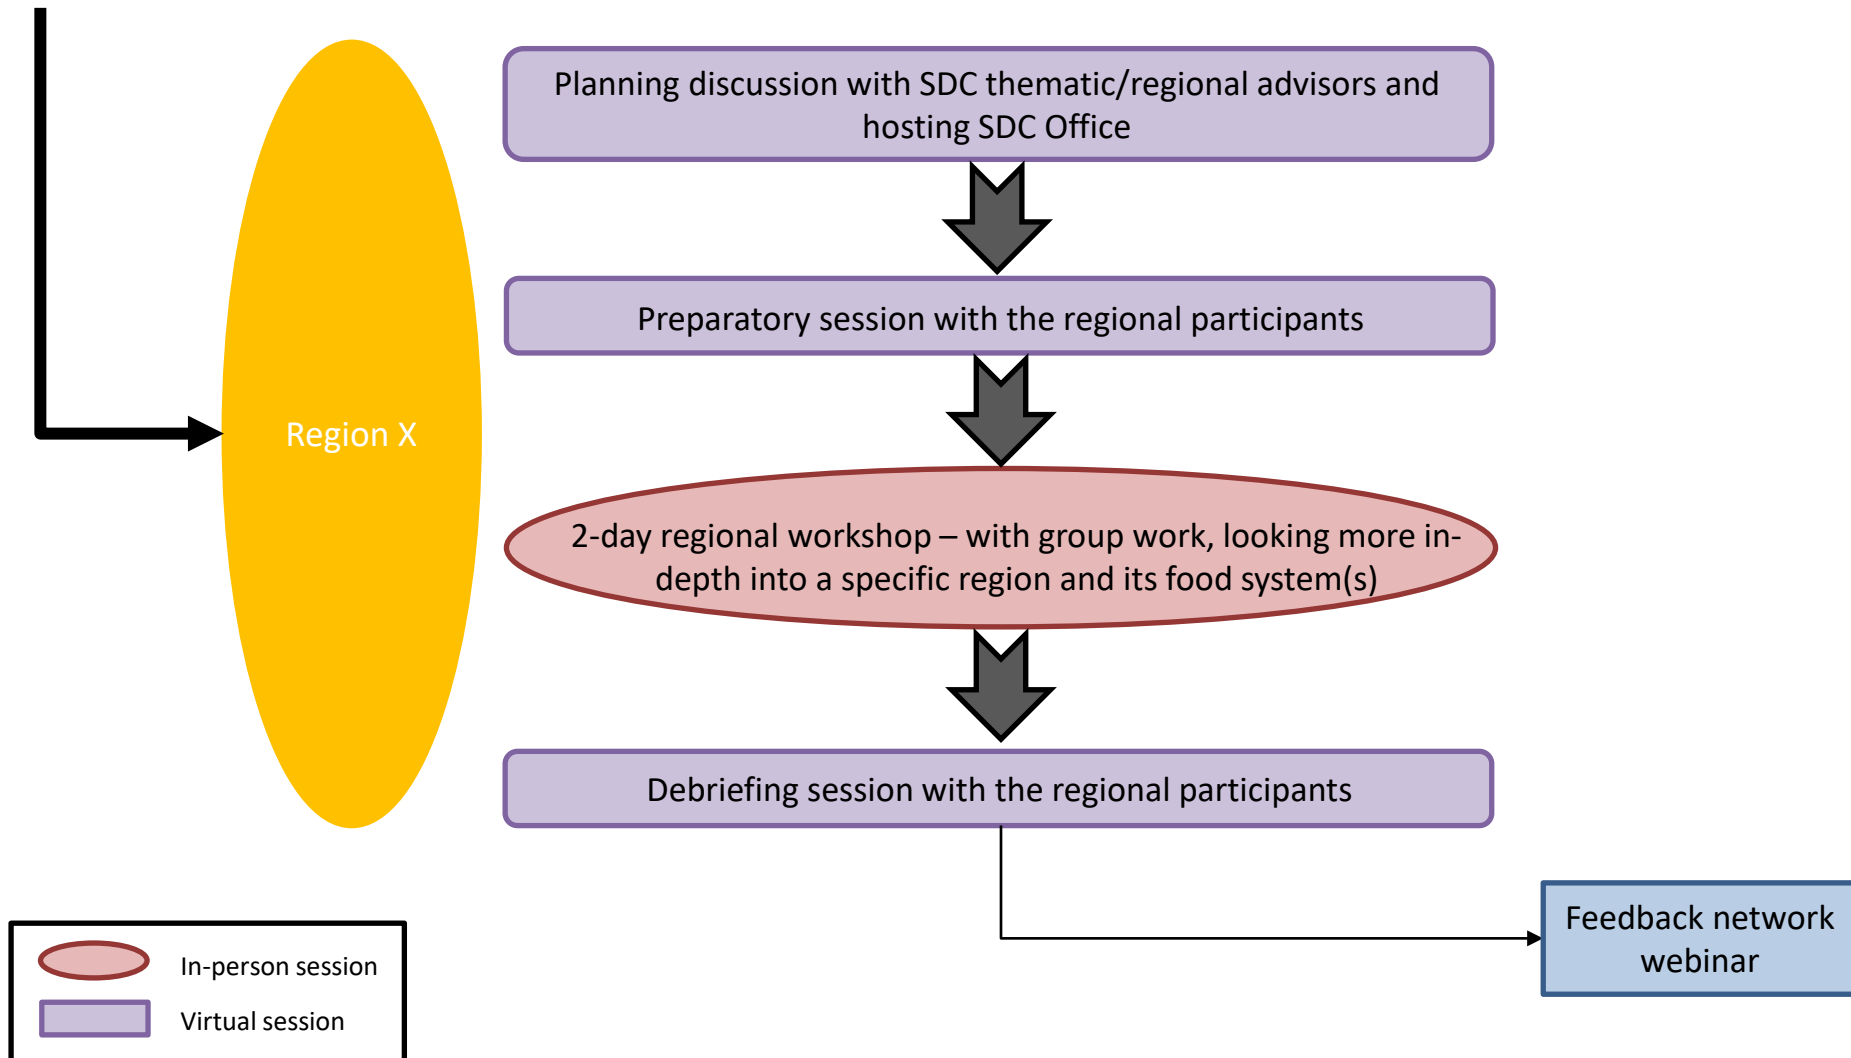 Planning discussion with SDC thematic/regional advisors and
hosting SDC Office
Preparatory session with the regional participants
Region X
2-day regional workshop – with group work, looking more in-
depth into a specific region and its food system(s)
Debriefing session with the regional participants
Feedback network
webinar
In-person session
Virtual session